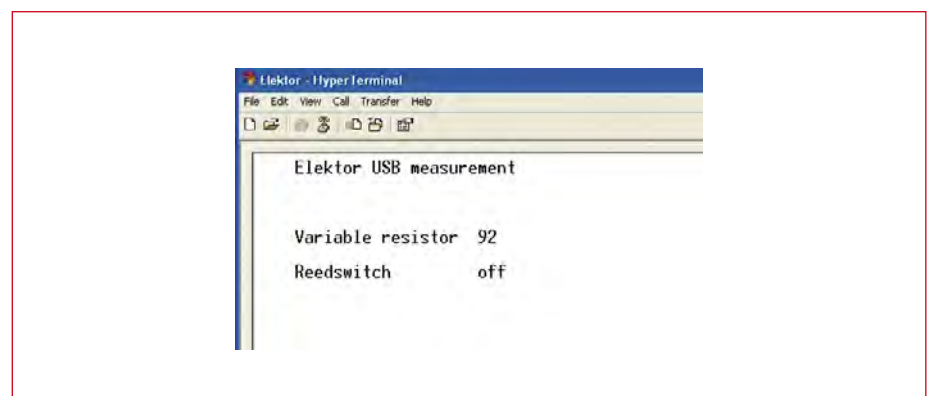 Elektor - HyperTerminal
File Edit View Call Transfer Help
Elektor USB measurement
Variable resistor 92
Reedswitch off